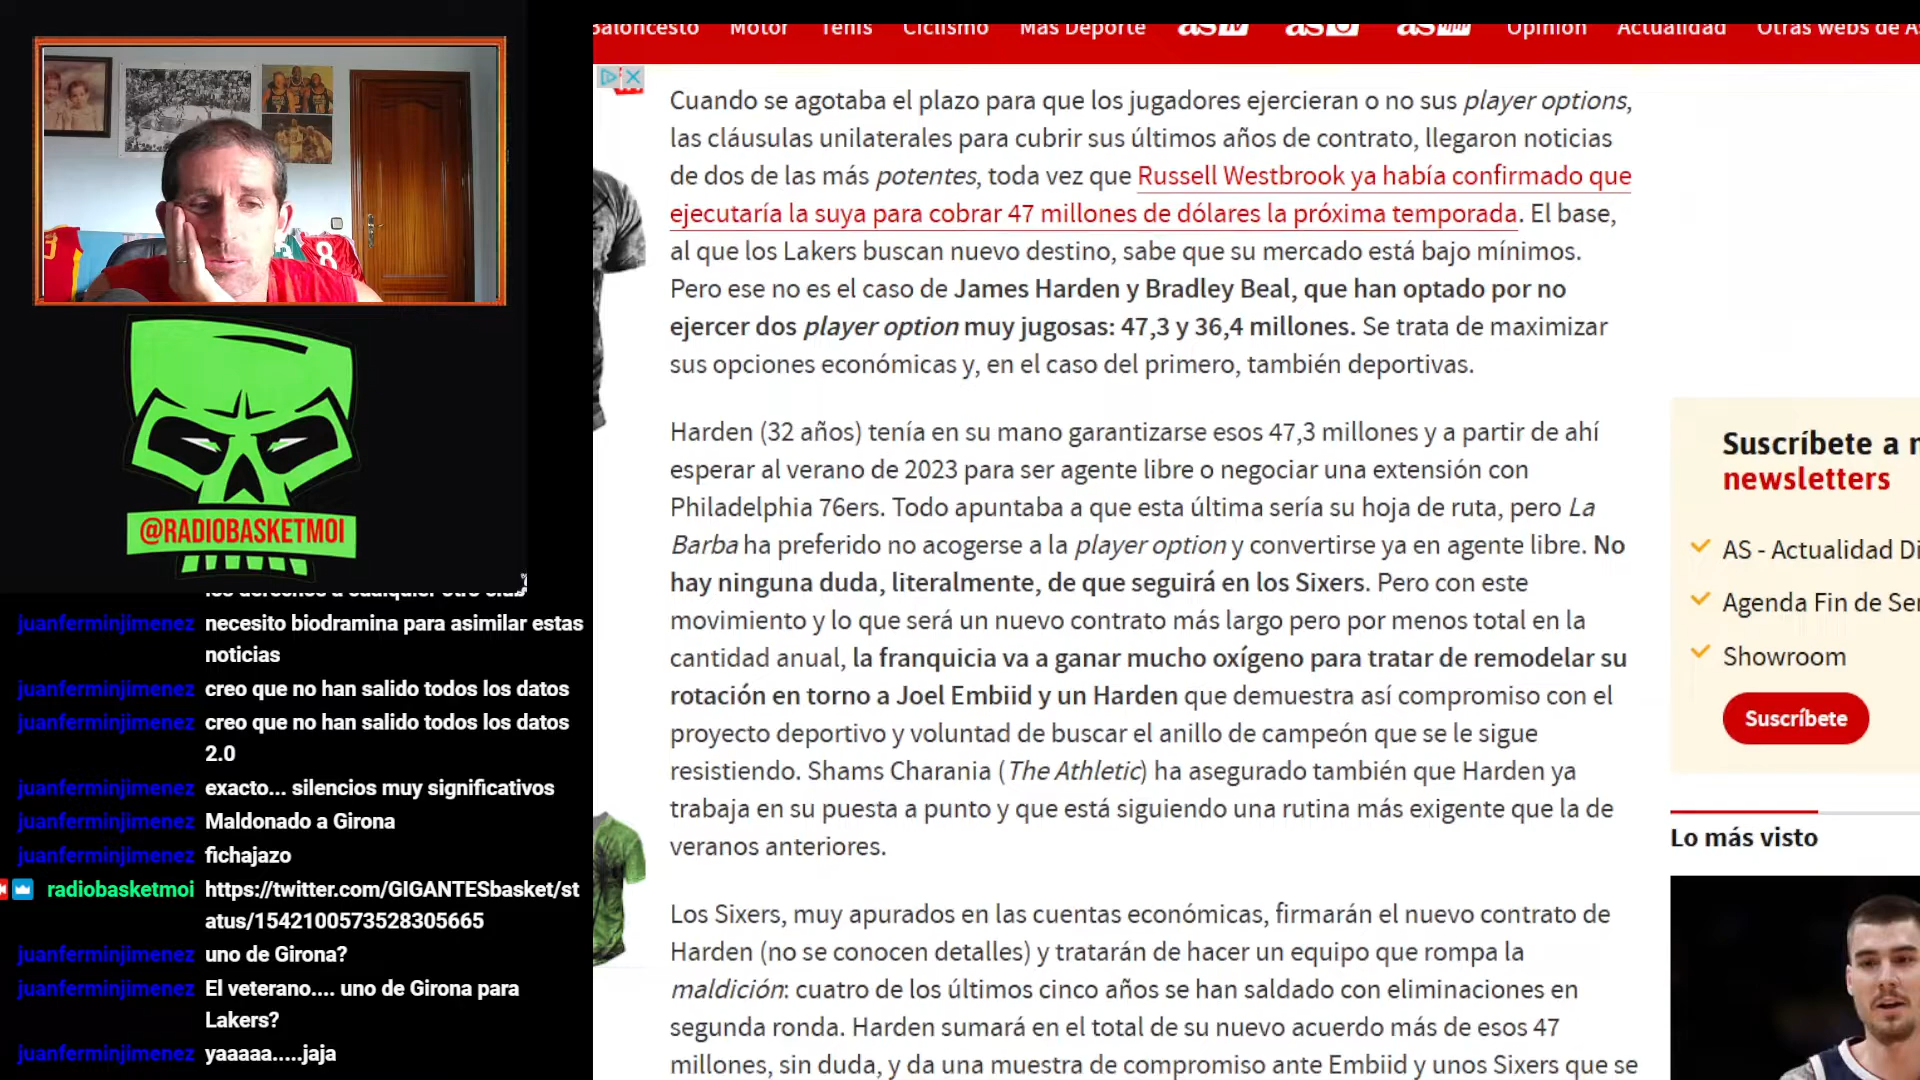 Baloncesto Motor Tenis Ciclismo Más Deporte as tv as Opinión Actualidad Otras webs de As
Cuando se agotaba el plazo para que los jugadores ejercieran o no sus player options,
las cláusulas unilaterales para cubrir sus últimos años de contrato, llegaron noticias
de dos de las más potentes, toda vez que Russell Westbrook ya había confirmado que
ejecutaría la suya para cobrar 47 millones de dólares la próxima temporada. El base,
al que los Lakers buscan nuevo destino, sabe que su mercado está bajo mínimos.
Pero ese no es el caso de James Harden y Bradley Beal, que han optado por no
ejercer dos player option muy jugosas: 47,3 y 36,4 millones. Se trata de maximizar
sus opciones económicas y, en el caso del primero, también deportivas.
Harden (32 años) tenía en su mano garantizarse esos 47,3 millones y a partir de ahí
esperar al verano de 2023 para ser agente libre o negociar una extensión con
Philadelphia 76ers. Todo apuntaba a que esta última sería su hoja de ruta, pero La
Barba ha preferido no acogerse a la player option y convertirse ya en agente libre. No
hay ninguna duda, literalmente, de que seguirá en los Sixers. Pero con este
movimiento y lo que será un nuevo contrato más largo pero por menos total en la
cantidad anual, la franquicia va a ganar mucho oxígeno para tratar de remodelar su
rotación en torno a Joel Embiid y un Harden que demuestra así compromiso con el
proyecto deportivo y voluntad de buscar el anillo de campeón que se le sigue
resistiendo. Shams Charania (The Athletic) ha asegurado también que Harden ya
trabaja en su puesta a punto y que está siguiendo una rutina más exigente que la de
veranos anteriores.
Los Sixers, muy apurados en las cuentas económicas, firmarán el nuevo contrato de
Harden (no se conocen detalles) y tratarán de hacer un equipo que rompa la
maldición: cuatro de los últimos cinco años se han saldado con eliminaciones en
segunda ronda. Harden sumará en el total de su nuevo acuerdo más de esos 47
millones, sin duda, y da una muestra de compromiso ante Embiid y unos Sixers que se
Suscríbete a
newsletters
AS - Actualidad
Agenda Fin de
Showroom
Suscríbete
Lo más visto
8
@RADIOBASKETMOI
los derechos a cualquier otro club
juanferminjimenez necesito biodramina para asimilar estas
noticias
juanferminjimenez creo que no han salido todos los datos
juanferminjimenez creo que no han salido todos los datos
2.0
juanferminjimenez exacto... silencios muy significativos
juanferminjimenez Maldonado a Girona
juanferminjimenez fichajazo
radiobasketmoi https://twitter.com/GIGANTESbasket/st
atus/1542100573528305665
juanferminjimenez uno de Girona?
juanferminjimenez El veterano.... uno de Girona para
Lakers?
juanferminjimenez yaaaaa.....jaja